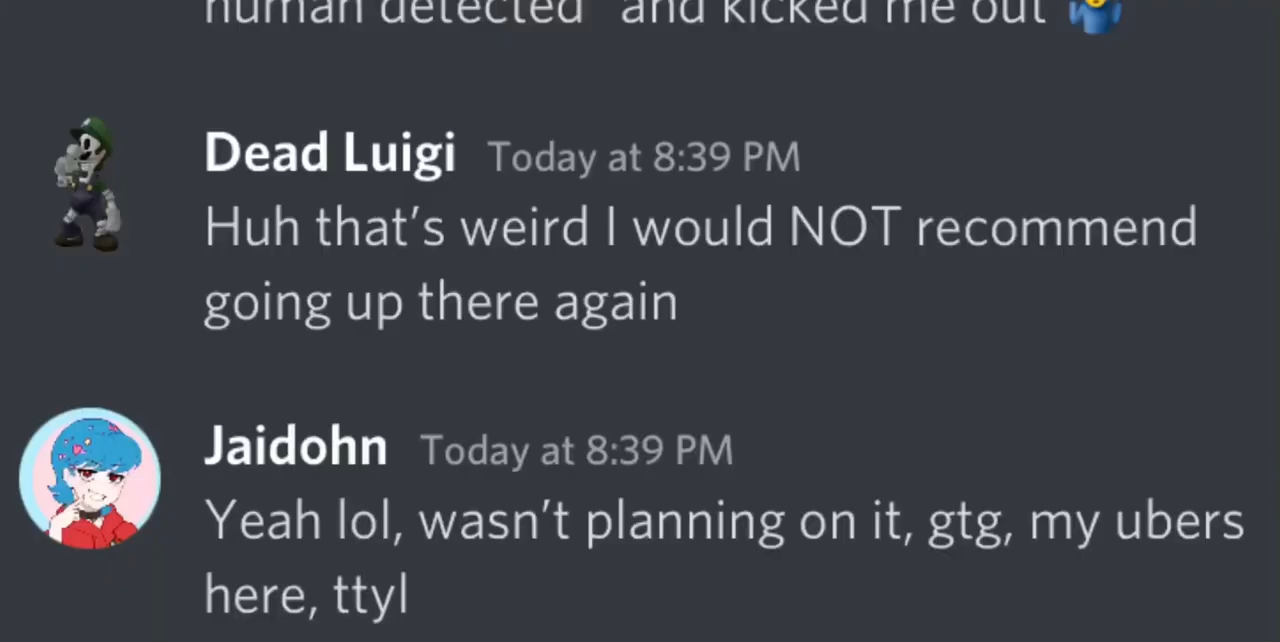 human detected" and kicked me out
Dead Luigi Today at 8:39 PM
Huh that's weird I would NOT recommend
going up there again
Jaidohn Today at 8:39 PM
Yeah lol, wasn't planning on it, gtg, my ubers
here, ttyl